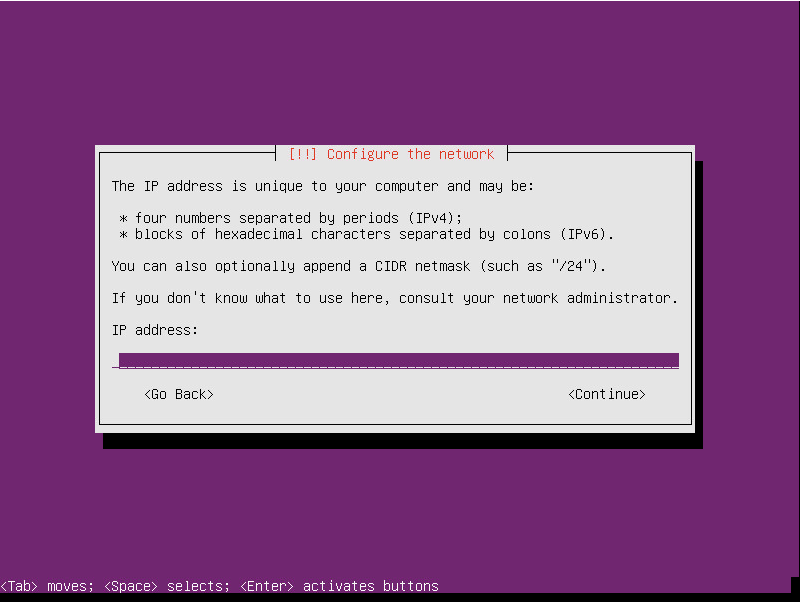 [!!] Configure the network
The IP address is unique to your computer and may be:
* four numbers separated by periods (IPv4);
* blocks of hexadecimal characters separated by colons (IPv6).
You can also optionally append a CIDR netmask (such as "/24").
If you don't know what to use here, consult your network administrator.
IP address:
<Go Back> <Continue>
<Tab> moves; <Space> selects; <Enter> activates buttons